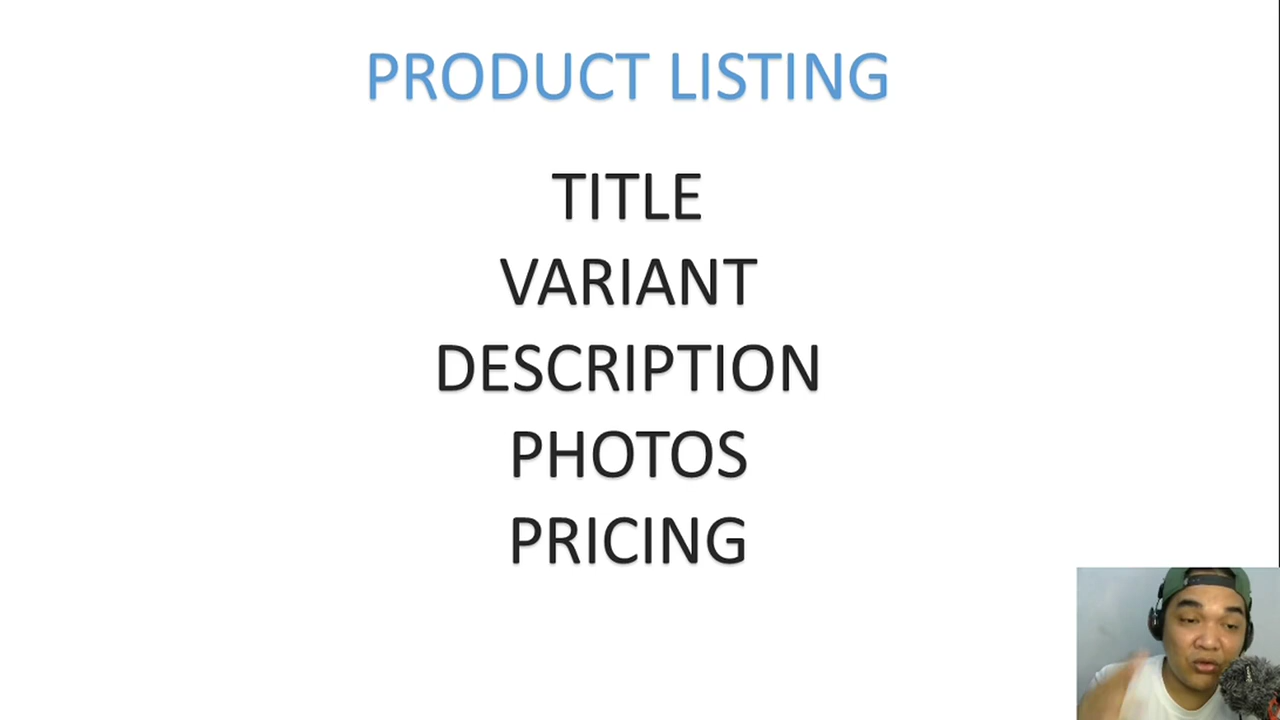 PRODUCT LISTING
TITLE
VARIANT
DESCRIPTION
PHOTOS
PRICING